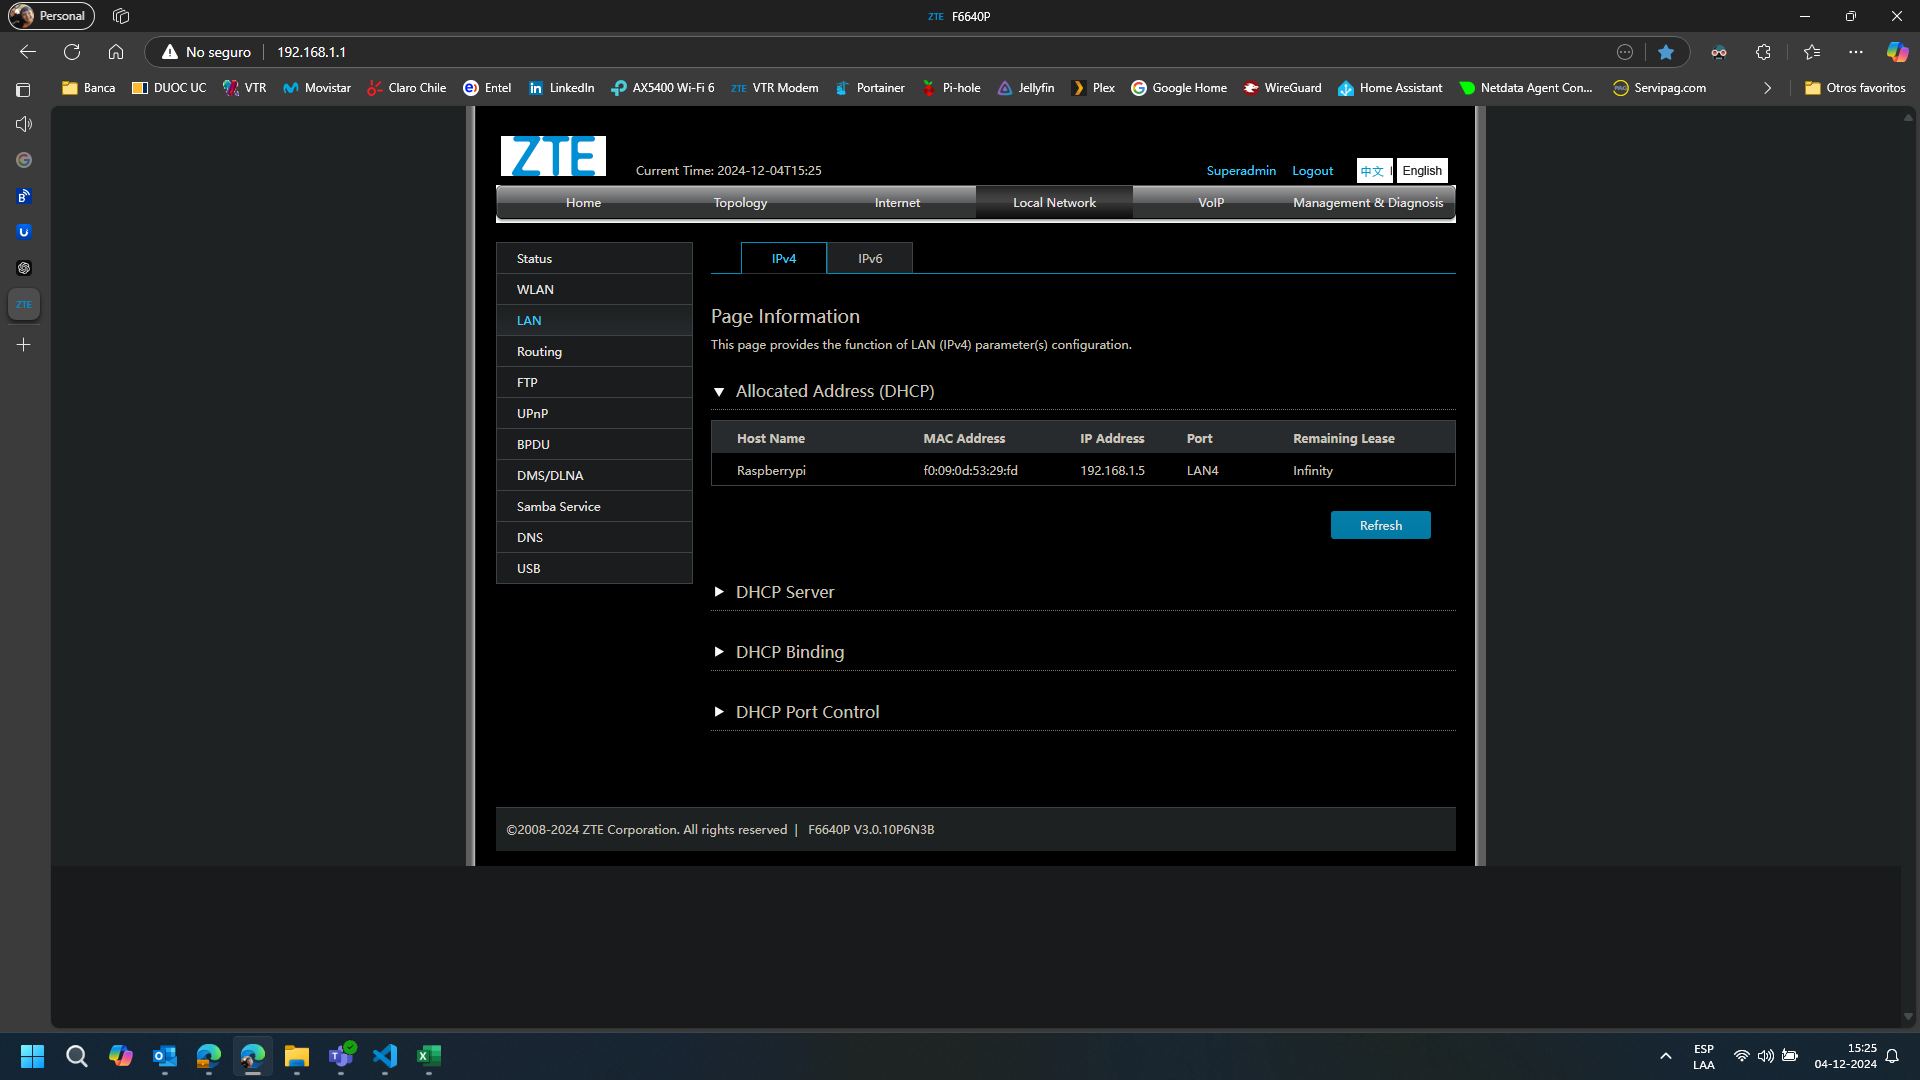 Personal
ZTE F6640P
No seguro 192.168.1.1
Banca DUOC UC VTR Movistar Claro Chile Entel LinkedIn AX5400 Wi-Fi 6 ZTE VTR Modem Portainer Pi-hole Jellyfin Plex Google Home WireGuard Home Assistant Netdata Agent Con... Servipag.com Otros favoritos
ZTE
Current Time: 2024-12-04T15:25
Superadmin Logout 中文 | English
Home Topology Internet Local Network VoIP Management & Diagnosis
Status
WLAN
LAN
Routing
FTP
UPnP
BPDU
DMS/DLNA
Samba Service
DNS
USB
ZTE
IPv4 IPv6
Page Information
This page provides the function of LAN (IPv4) parameter(s) configuration.
Allocated Address (DHCP)
Host Name MAC Address IP Address Port Remaining Lease
Raspberrypi f0:09:0d:53:29:fd 192.168.1.5 LAN4 Infinity
Refresh
DHCP Server
DHCP Binding
DHCP Port Control
©2008-2024 ZTE Corporation. All rights reserved | F6640P V3.0.10P6N3B
ESP
LAA
15:25
04-12-2024